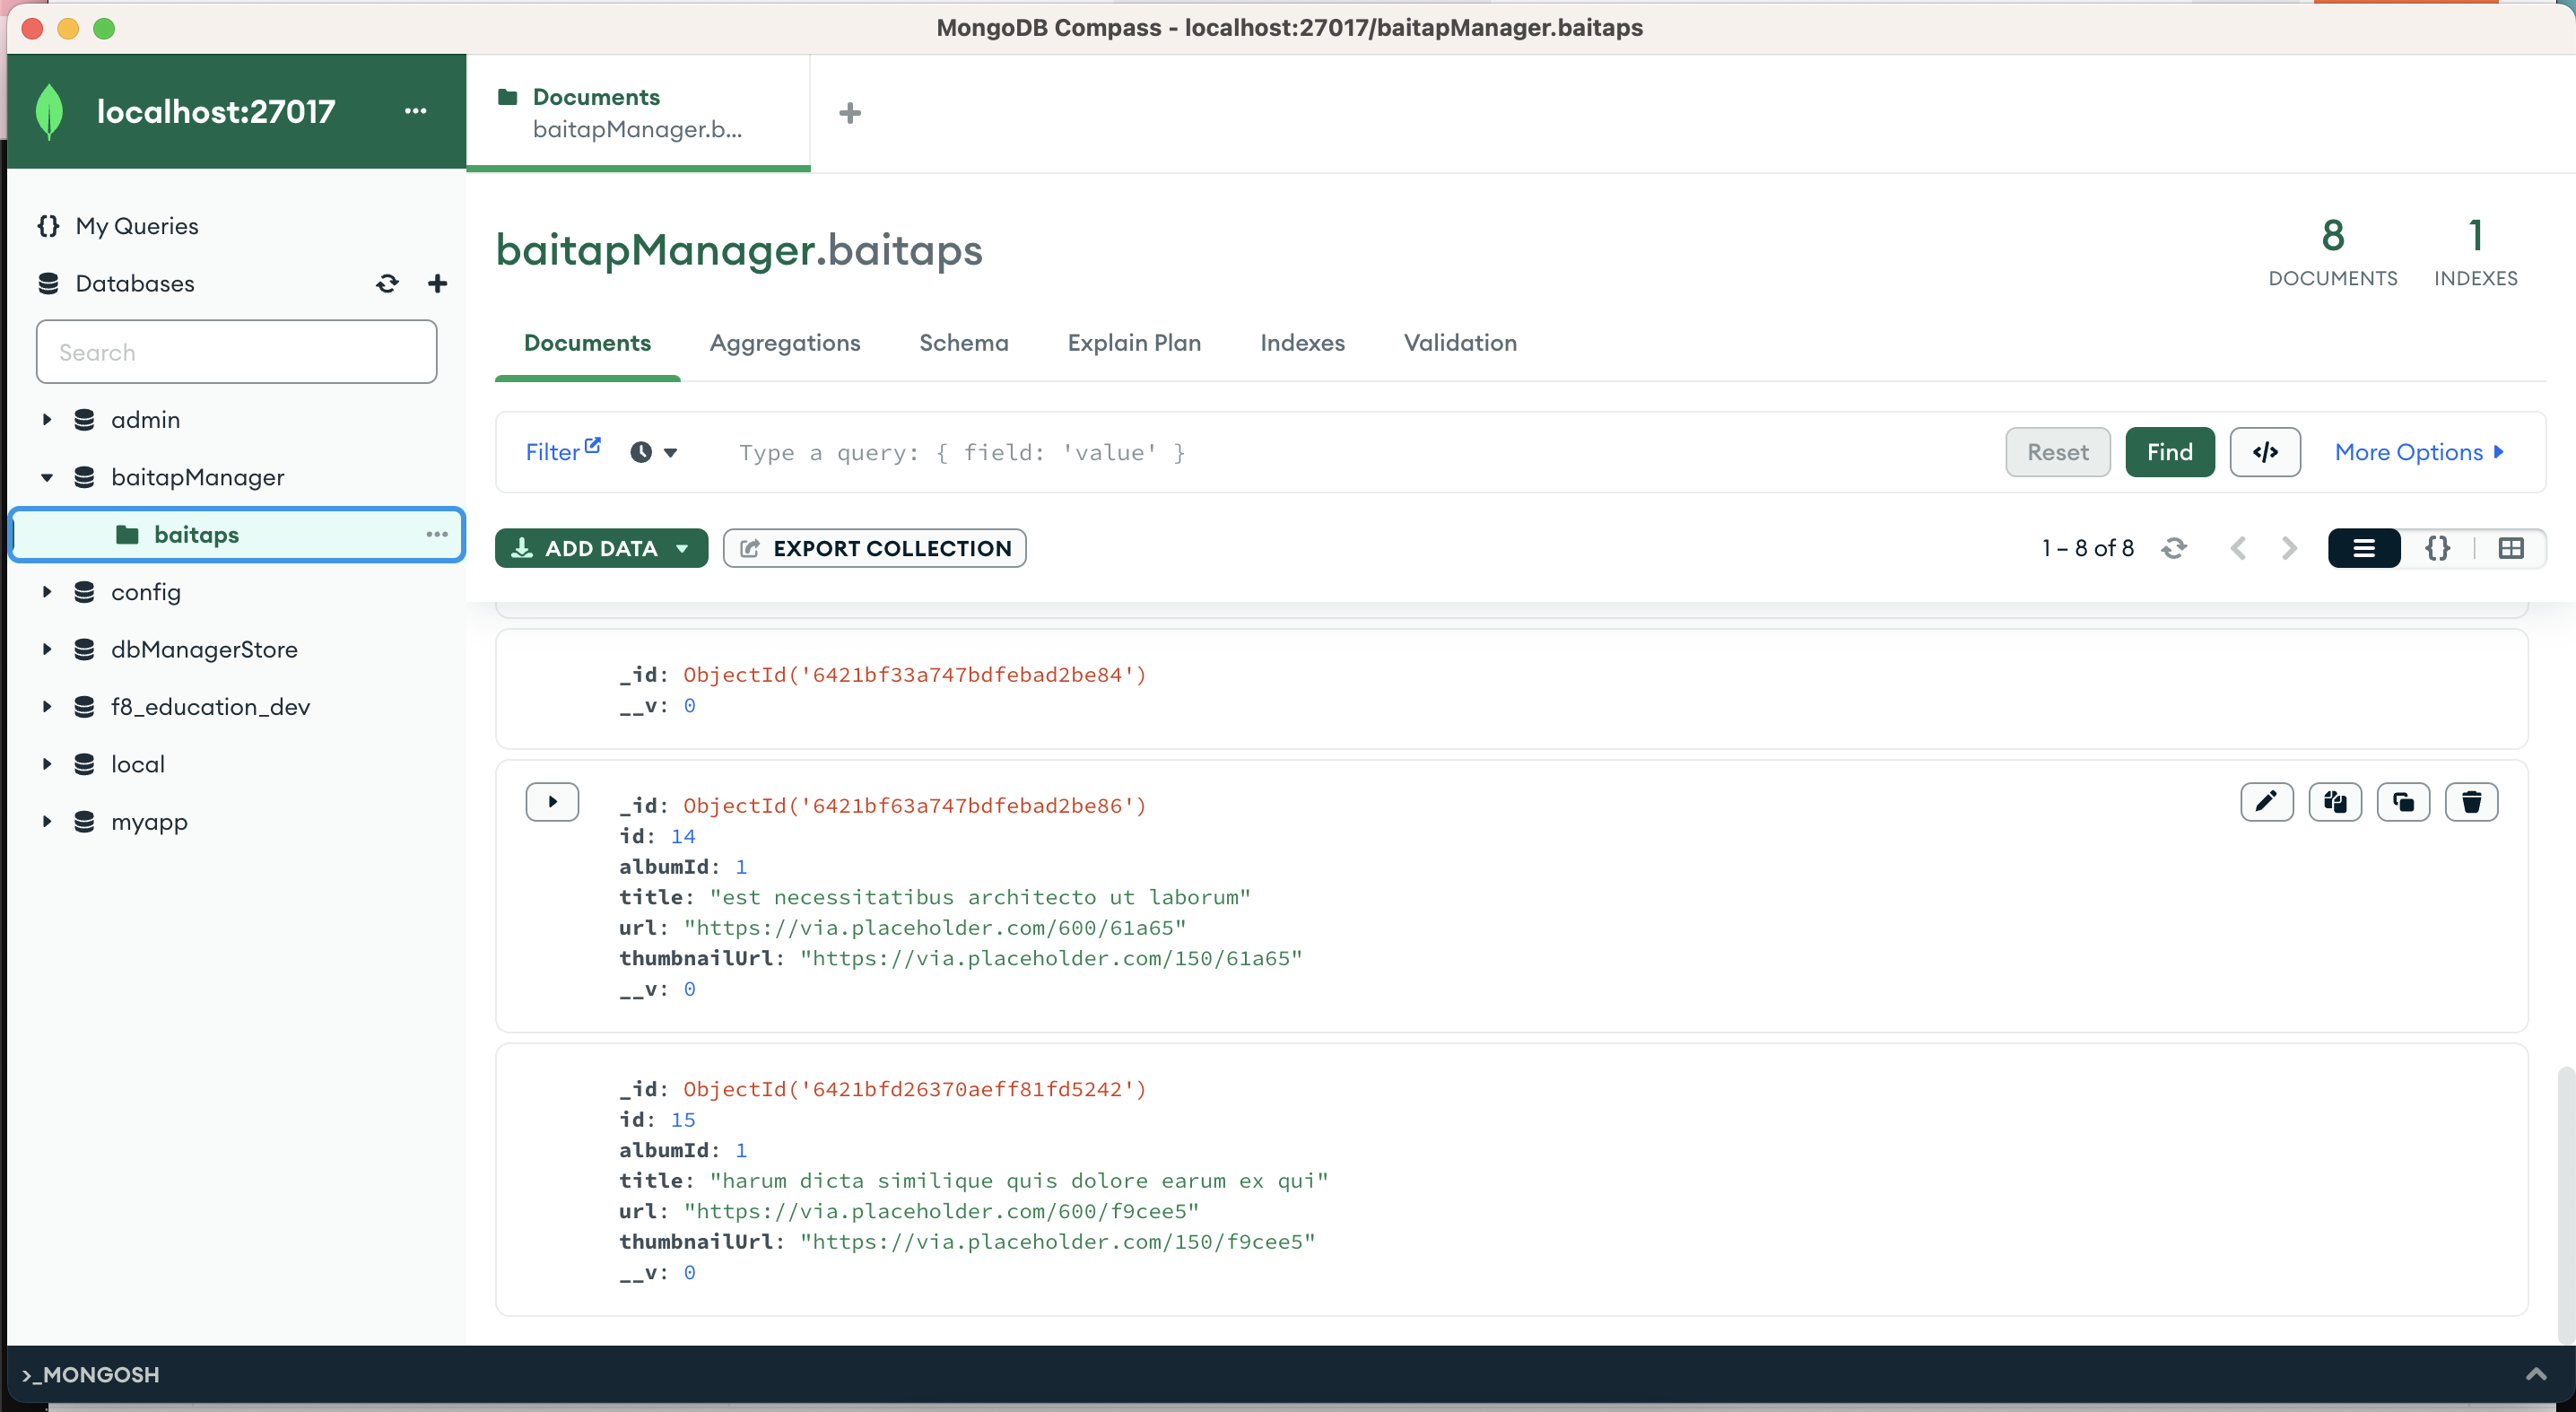 MongoDB Compass - localhost:27017/baitapManager.baitaps
localhost:27017
Documents
baitapManager.b...
My Queries
Databases
Search
admin
baitapManager
baitaps
config
dbManagerStore
f8_education_dev
local
myapp
baitapManager.baitaps
8
DOCUMENTS
1
INDEXES
Documents Aggregations Schema Explain Plan Indexes Validation
Filter Type a query: { field: 'value' } Reset Find </> More Options
ADD DATA EXPORT COLLECTION 1 – 8 of 8 {}
_id: ObjectId('6421bf33a747bdfebad2be84')
__v: 0
_id: ObjectId('6421bf63a747bdfebad2be86')
id: 14
albumId: 1
title: "est necessitatibus architecto ut laborum"
url: "https://via.placeholder.com/600/61a65"
thumbnailUrl: "https://via.placeholder.com/150/61a65"
__v: 0
_id: ObjectId('6421bfd26370aeff81fd5242')
id: 15
albumId: 1
title: "harum dicta similique quis dolore earum ex qui"
url: "https://via.placeholder.com/600/f9cee5"
thumbnailUrl: "https://via.placeholder.com/150/f9cee5"
__v: 0
>_MONGOSH